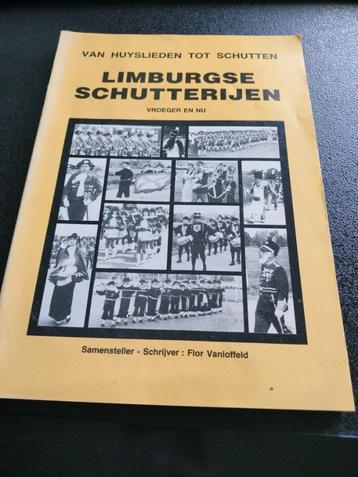 VAN HUYSLIEDEN TOT SCHUTTEN
LIMBURGSE
SCHUTTERIJEN
VROEGER EN NU
Samensteller - Schrijver : Flor Vanloffeld